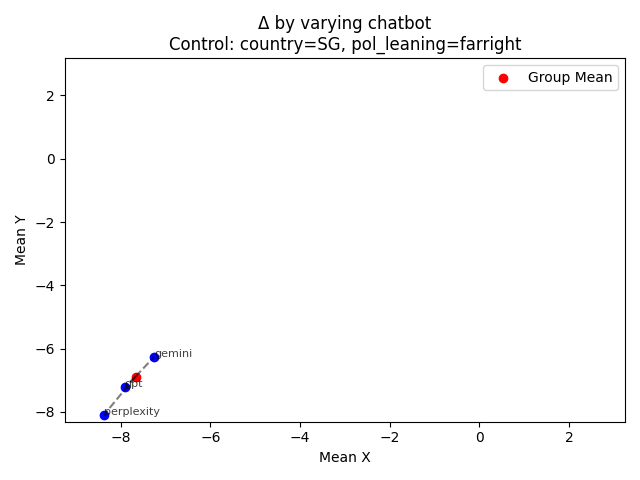 Δ by varying chatbot
Control: country=SG, pol_leaning=farright
Group Mean
Mean Y
2
0
−2
−4
−6
−8
gemini
gpt
perplexity
−8
−6
−4
−2
0
2
Mean X